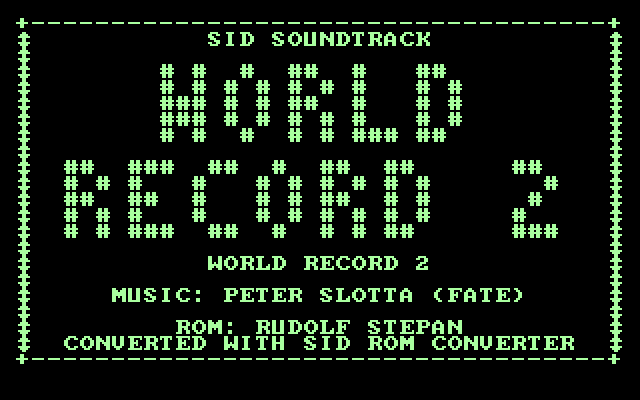 SID SOUNDTRACK
WORLD
RECORD 2
WORLD RECORD 2
MUSIC: PETER SLOTTA (FATE)
ROM: RUDOLF STEPAN
CONVERTED WITH SID ROM CONVERTER